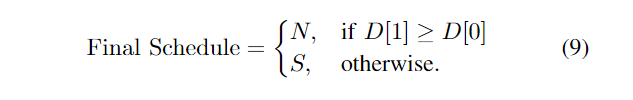 Final Schedule = { N, if D[1] ≥ D[0]
S, otherwise. (9)